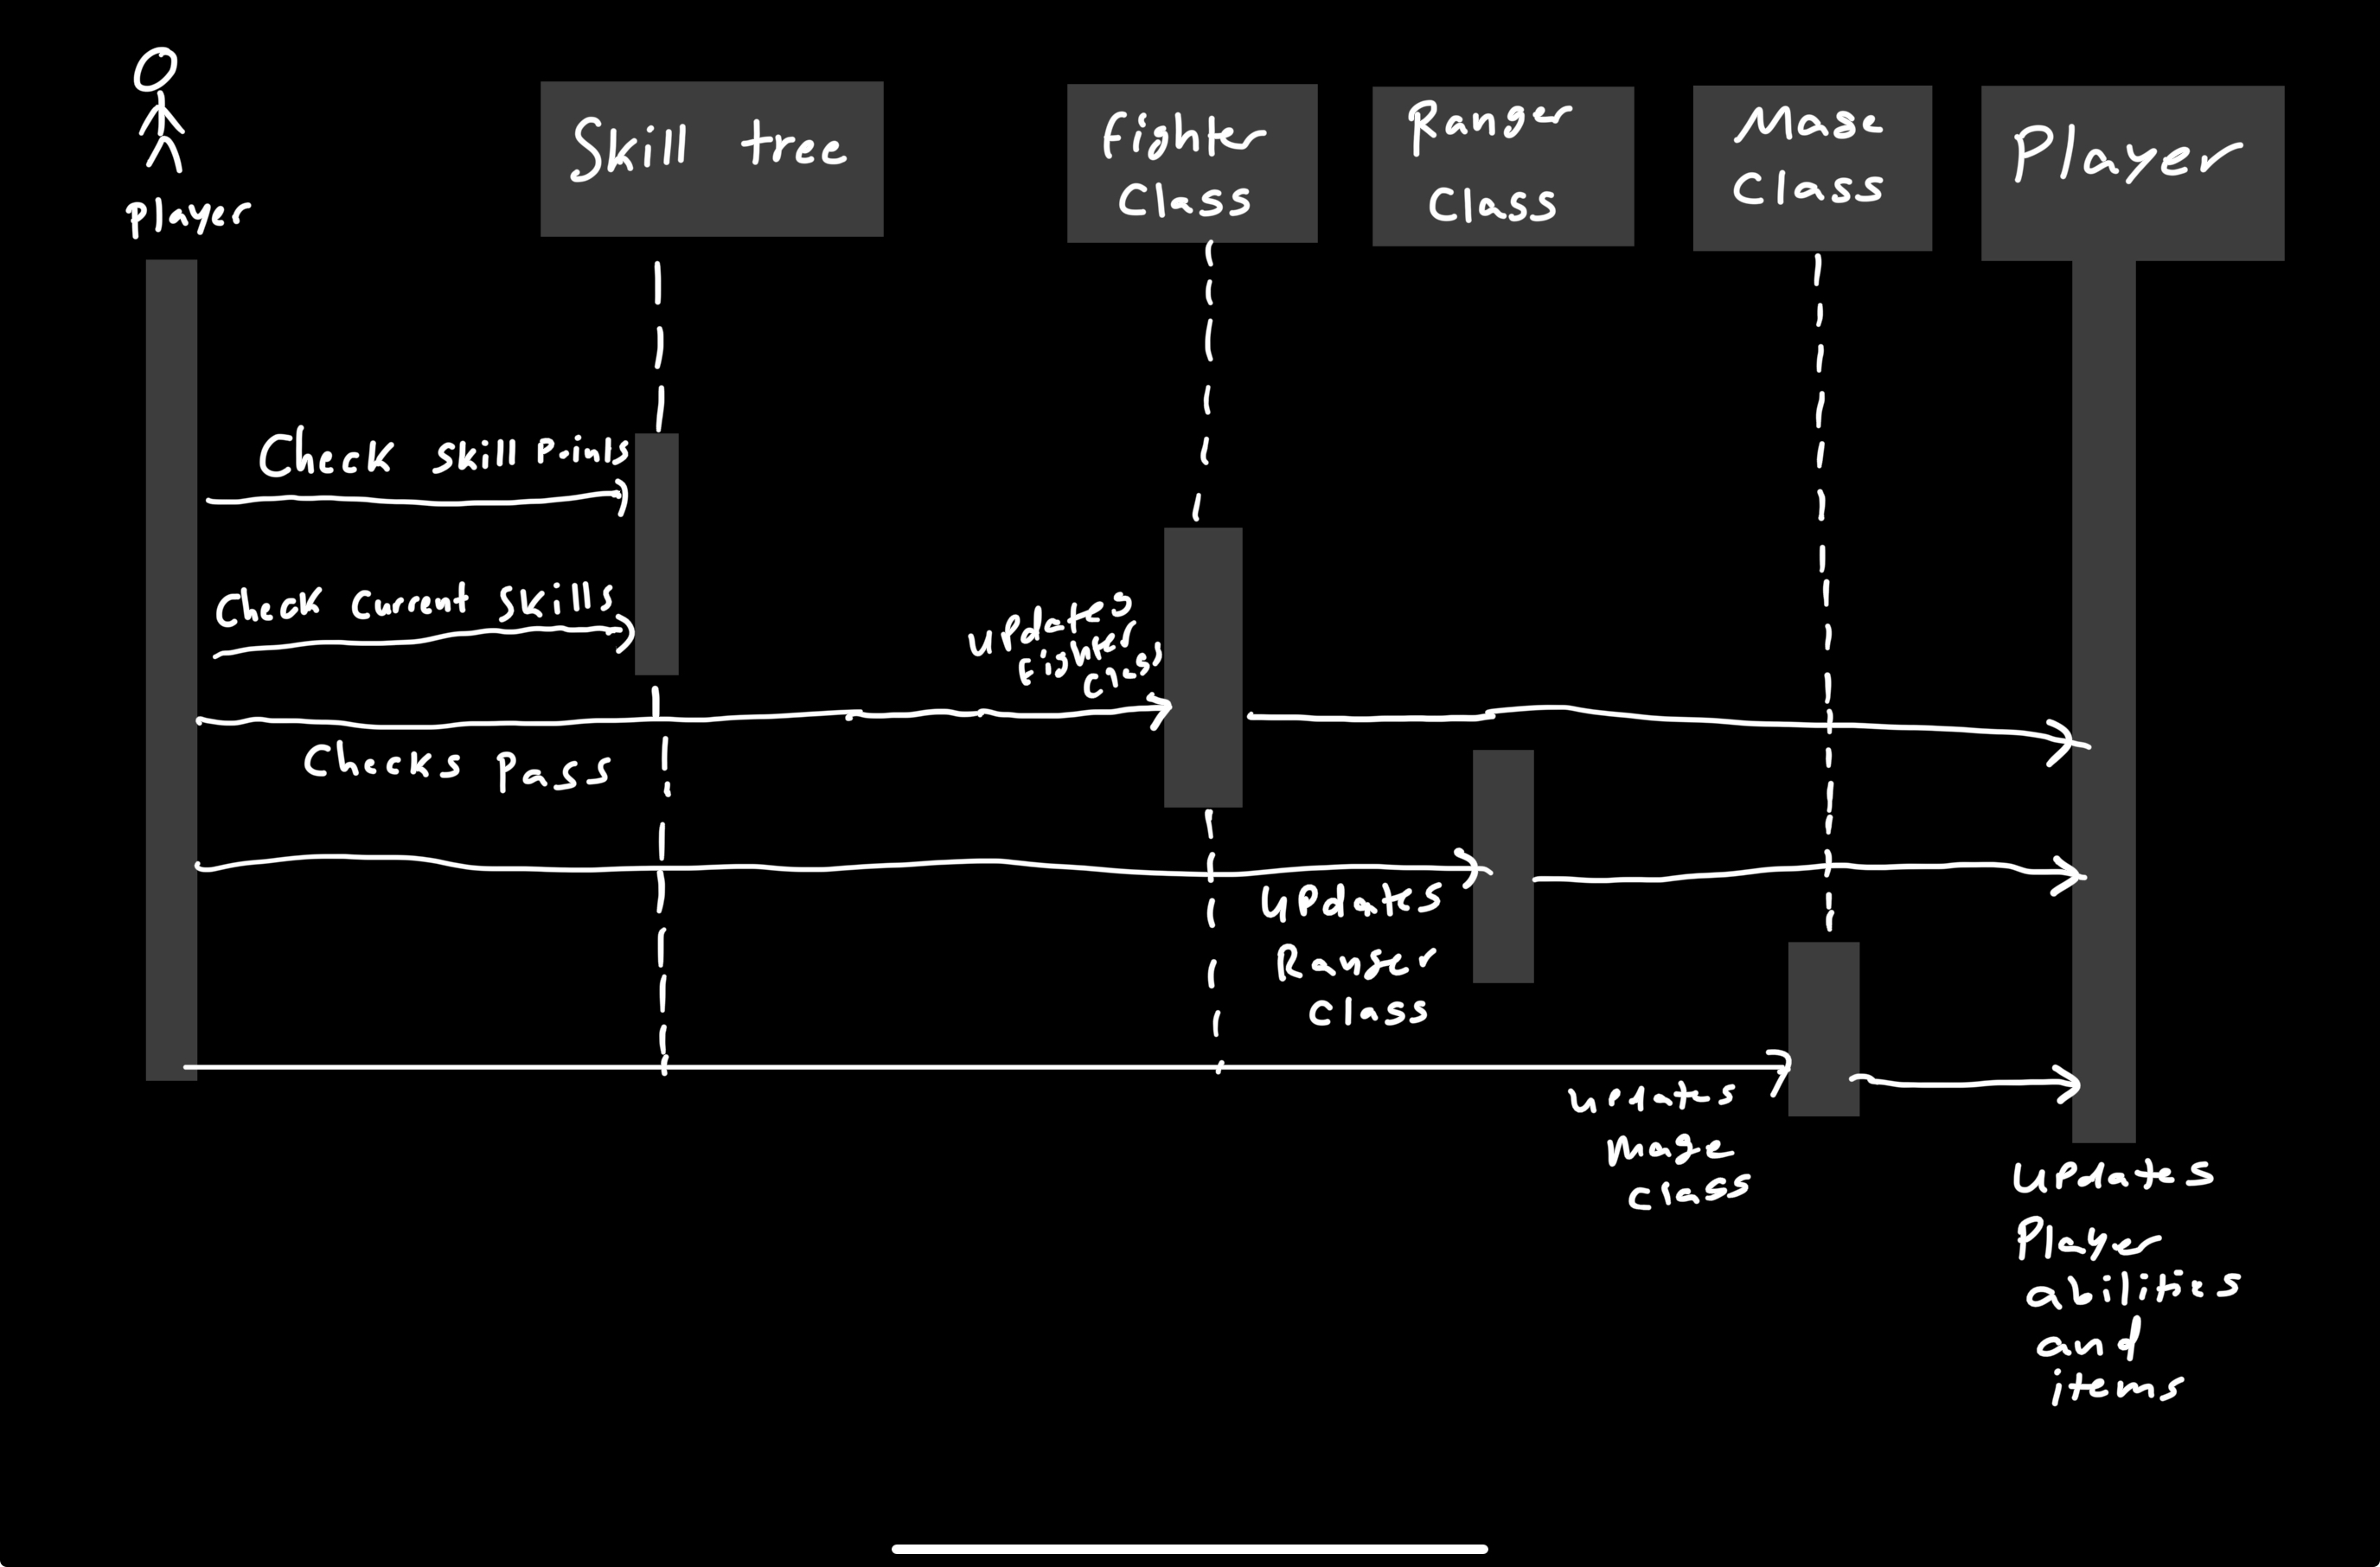 player
Skill tree
fighter
Class
Ranger
Class
Mage
Class
Player
Check Skill Points
Check Current Skills
updates
Fighter
Class
Checks Pass
Updates
Ranger
Class
updates
Mage
Class
Updates
Player
abilities
and
items